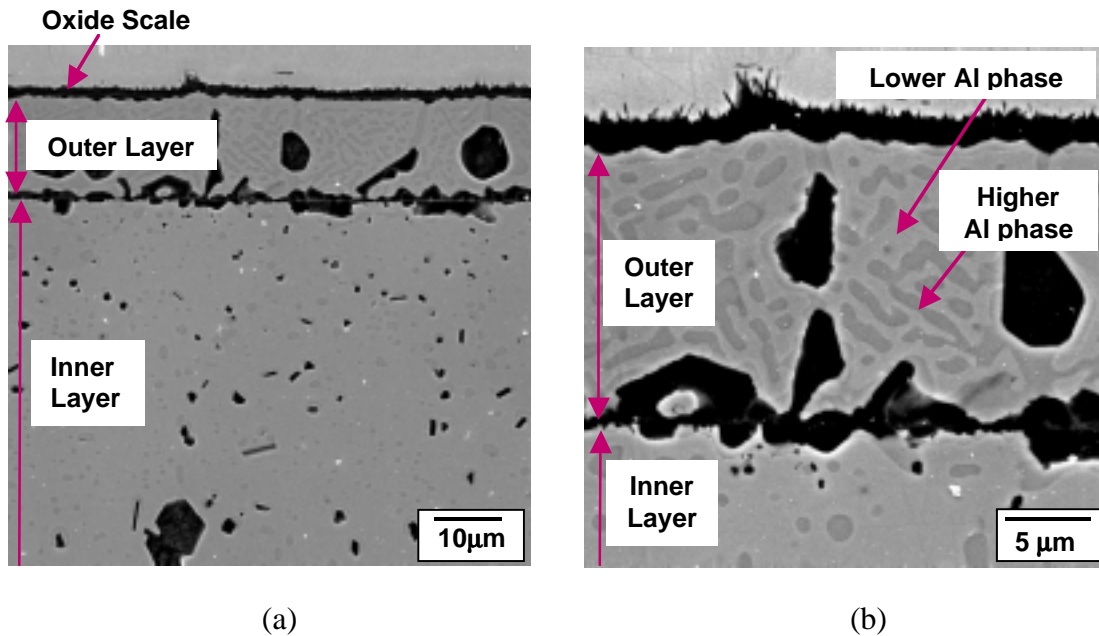 Oxide Scale
Outer Layer
Inner
Layer
10μm
(a)
Lower Al phase
Higher
Al phase
Outer
Layer
Inner
Layer
5 μm
(b)